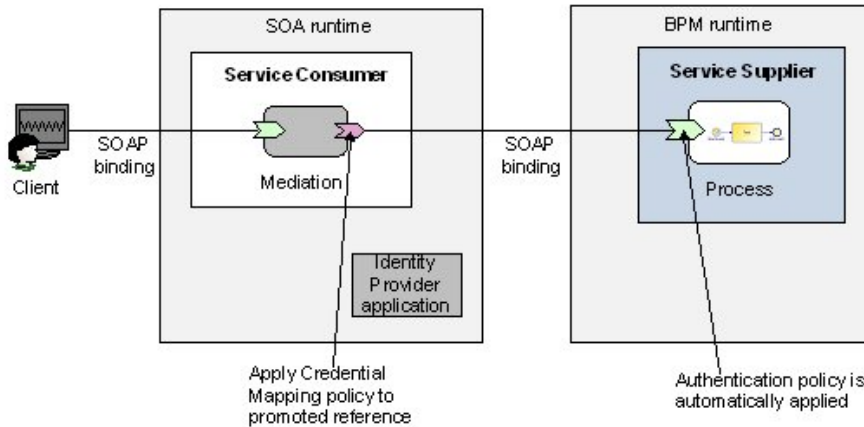 SOA runtime
BPM runtime
Service Consumer
Service Supplier
SOAP
binding
SOAP
binding
Client
Mediation
Process
Identity
Provider
application
Apply Credential
Mapping policy to
promoted reference
Authentication policy is
automatically applied